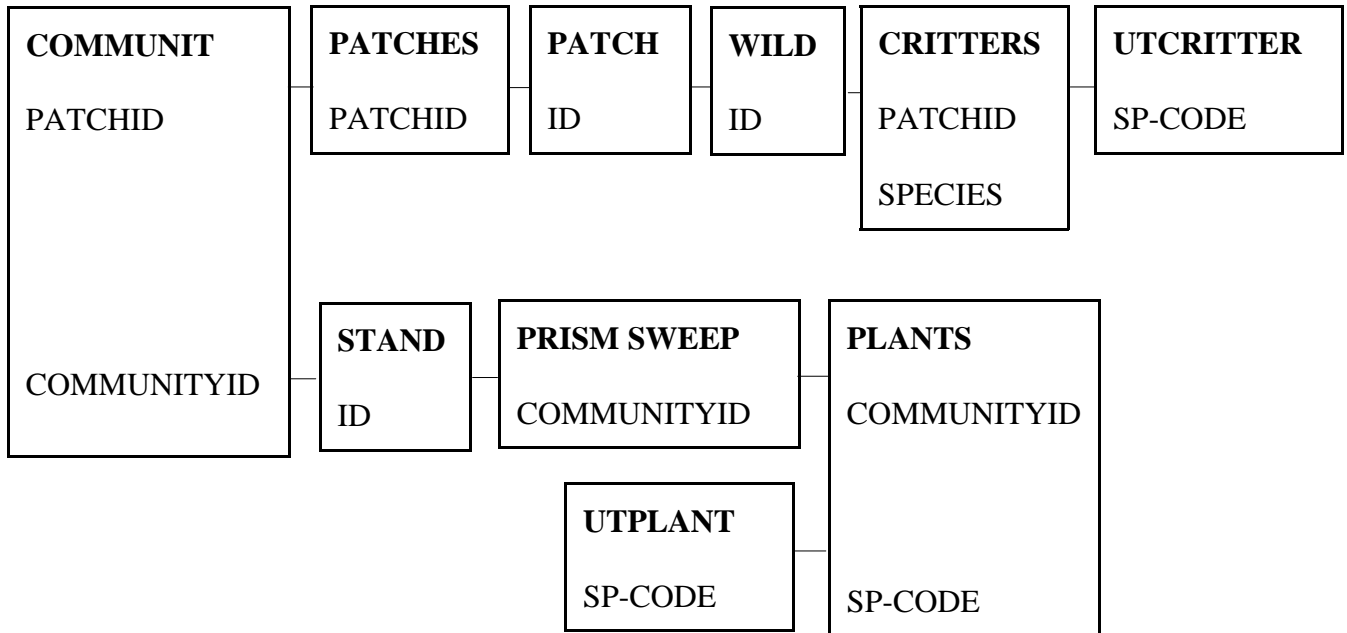 COMMUNIT
PATCHID
COMMUNITYID
PATCHES
PATCHID
PATCH
ID
WILD
ID
CRITTERS
PATCHID
SPECIES
UTCRITTER
SP-CODE
STAND
ID
PRISM SWEEP
COMMUNITYID
PLANTS
COMMUNITYID
SP-CODE
UTPLANT
SP-CODE